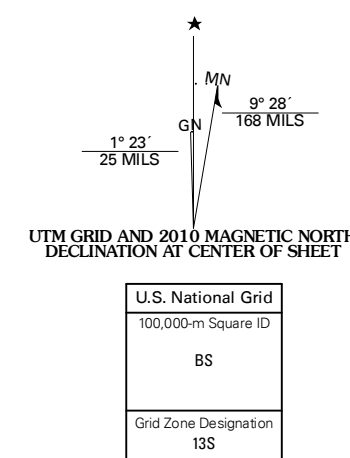 MN
9° 28´
168 MILS
GN
1° 23´
25 MILS
UTM GRID AND 2010 MAGNETIC NORTH
DECLINATION AT CENTER OF SHEET
U.S. National Grid
100,000-m Square ID
BS
Grid Zone Designation
13S